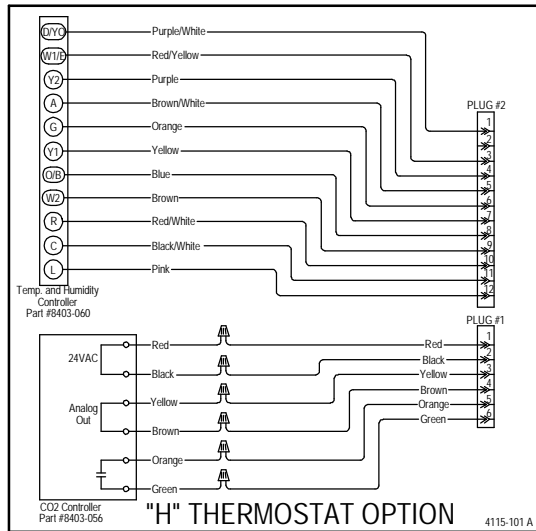 D/YO Purple/White
W1/E Red/Yellow
Y2 Purple
A Brown/White
G Orange
Y1 Yellow
O/B Blue
W2 Brown
R Red/White
C Black/White
L Pink
Temp. and Humidity
Controller
Part #8403-060
PLUG #2
1
2
3
4
5
6
7
8
9
10
11
12
PLUG #1
24VAC
Red Red 1
Black Black 2
Analog
Out
Yellow Yellow 3
Brown Brown 4
Orange Orange 5
Green Green 6
CO2 Controller
Part #8403-056
"H" THERMOSTAT OPTION
4115-101 A